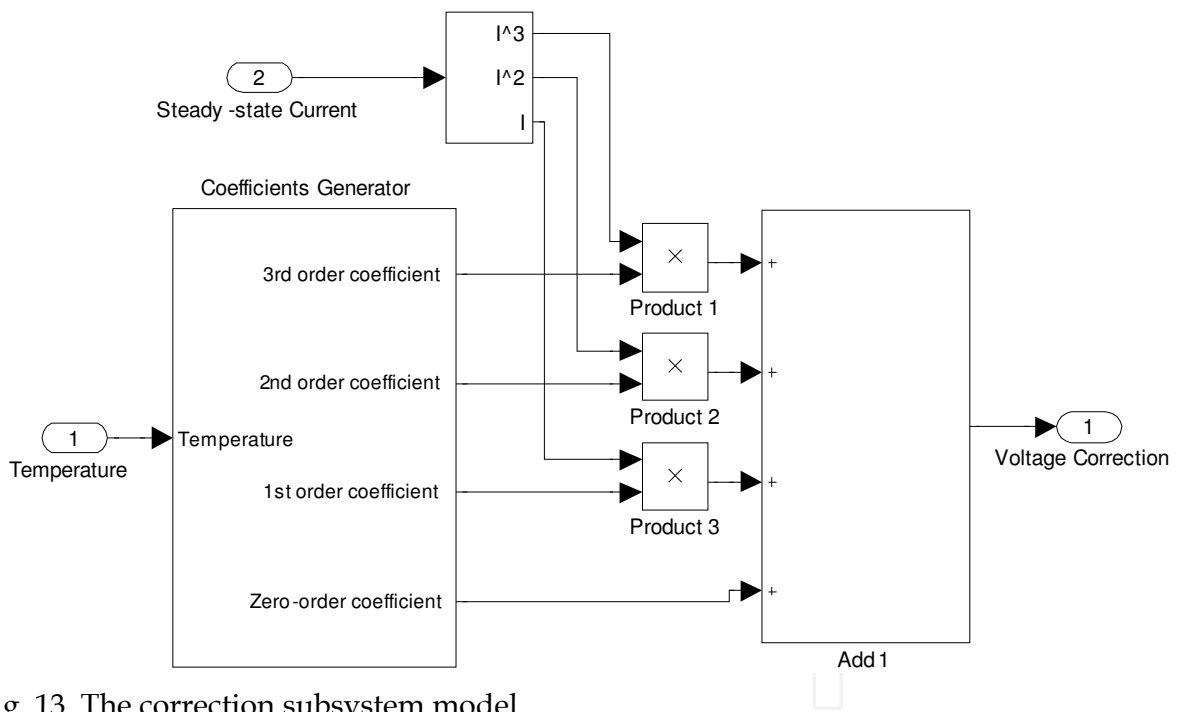 I^3
I^2
I
2
Steady -state Current
Coefficients Generator
3rd order coefficient
2nd order coefficient
Temperature
1st order coefficient
Zero-order coefficient
1
Temperature
×
Product 1
×
Product 2
×
Product 3
+
+
+
+
Add1
1
Voltage Correction
g. 13. The correction subsystem model